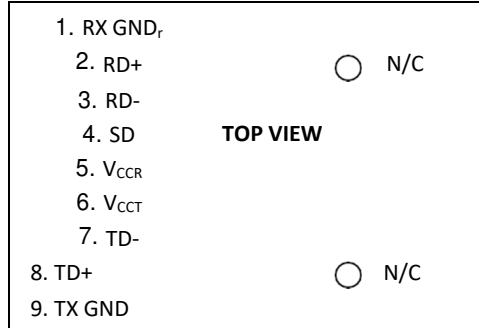 1. RX GNDr
2. RD+ N/C
3. RD-
4. SD TOP VIEW
5. VCCR
6. VCCT
7. TD-
8. TD+ N/C
9. TX GND